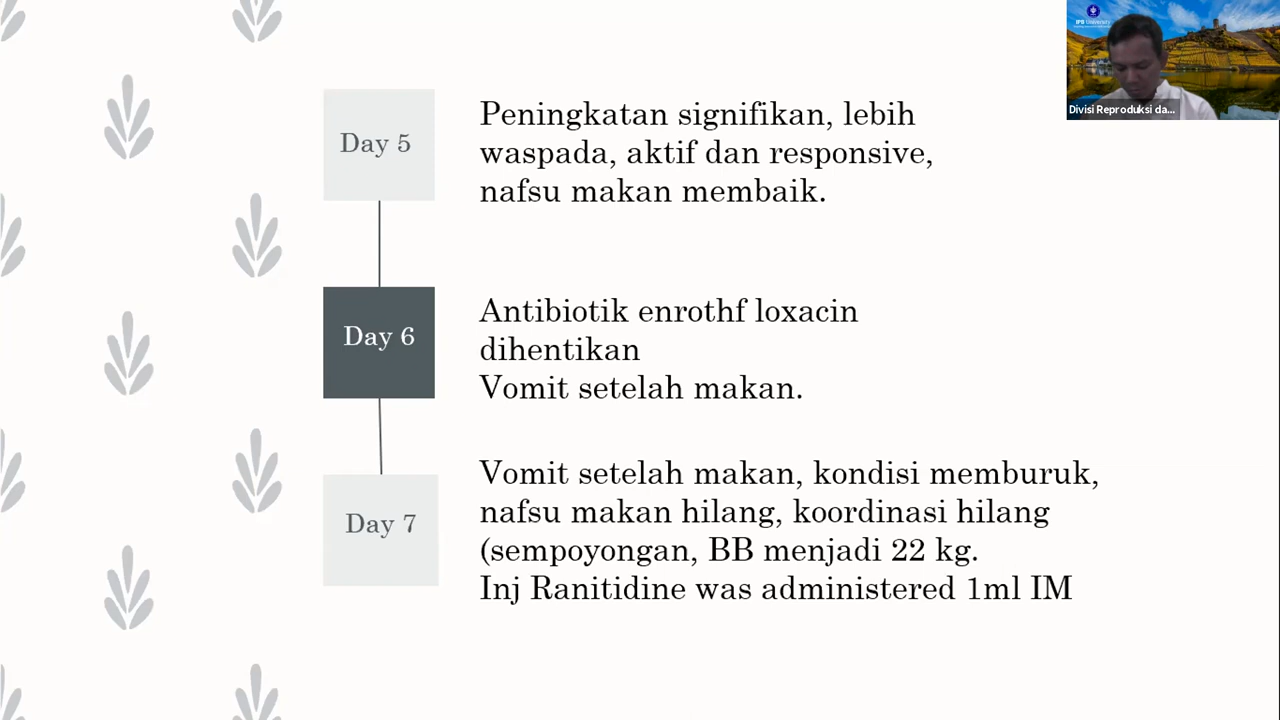 Day 5
Peningkatan signifikan, lebih
waspada, aktif dan responsive,
nafsu makan membaik.
Day 6
Antibiotik enrothf loxacin
dihentikan
Vomit setelah makan.
Day 7
Vomit setelah makan, kondisi memburuk,
nafsu makan hilang, koordinasi hilang
(sempoyongan, BB menjadi 22 kg.
Inj Ranitidine was administered 1ml IM
IPB University
Divisi Reproduksi da...